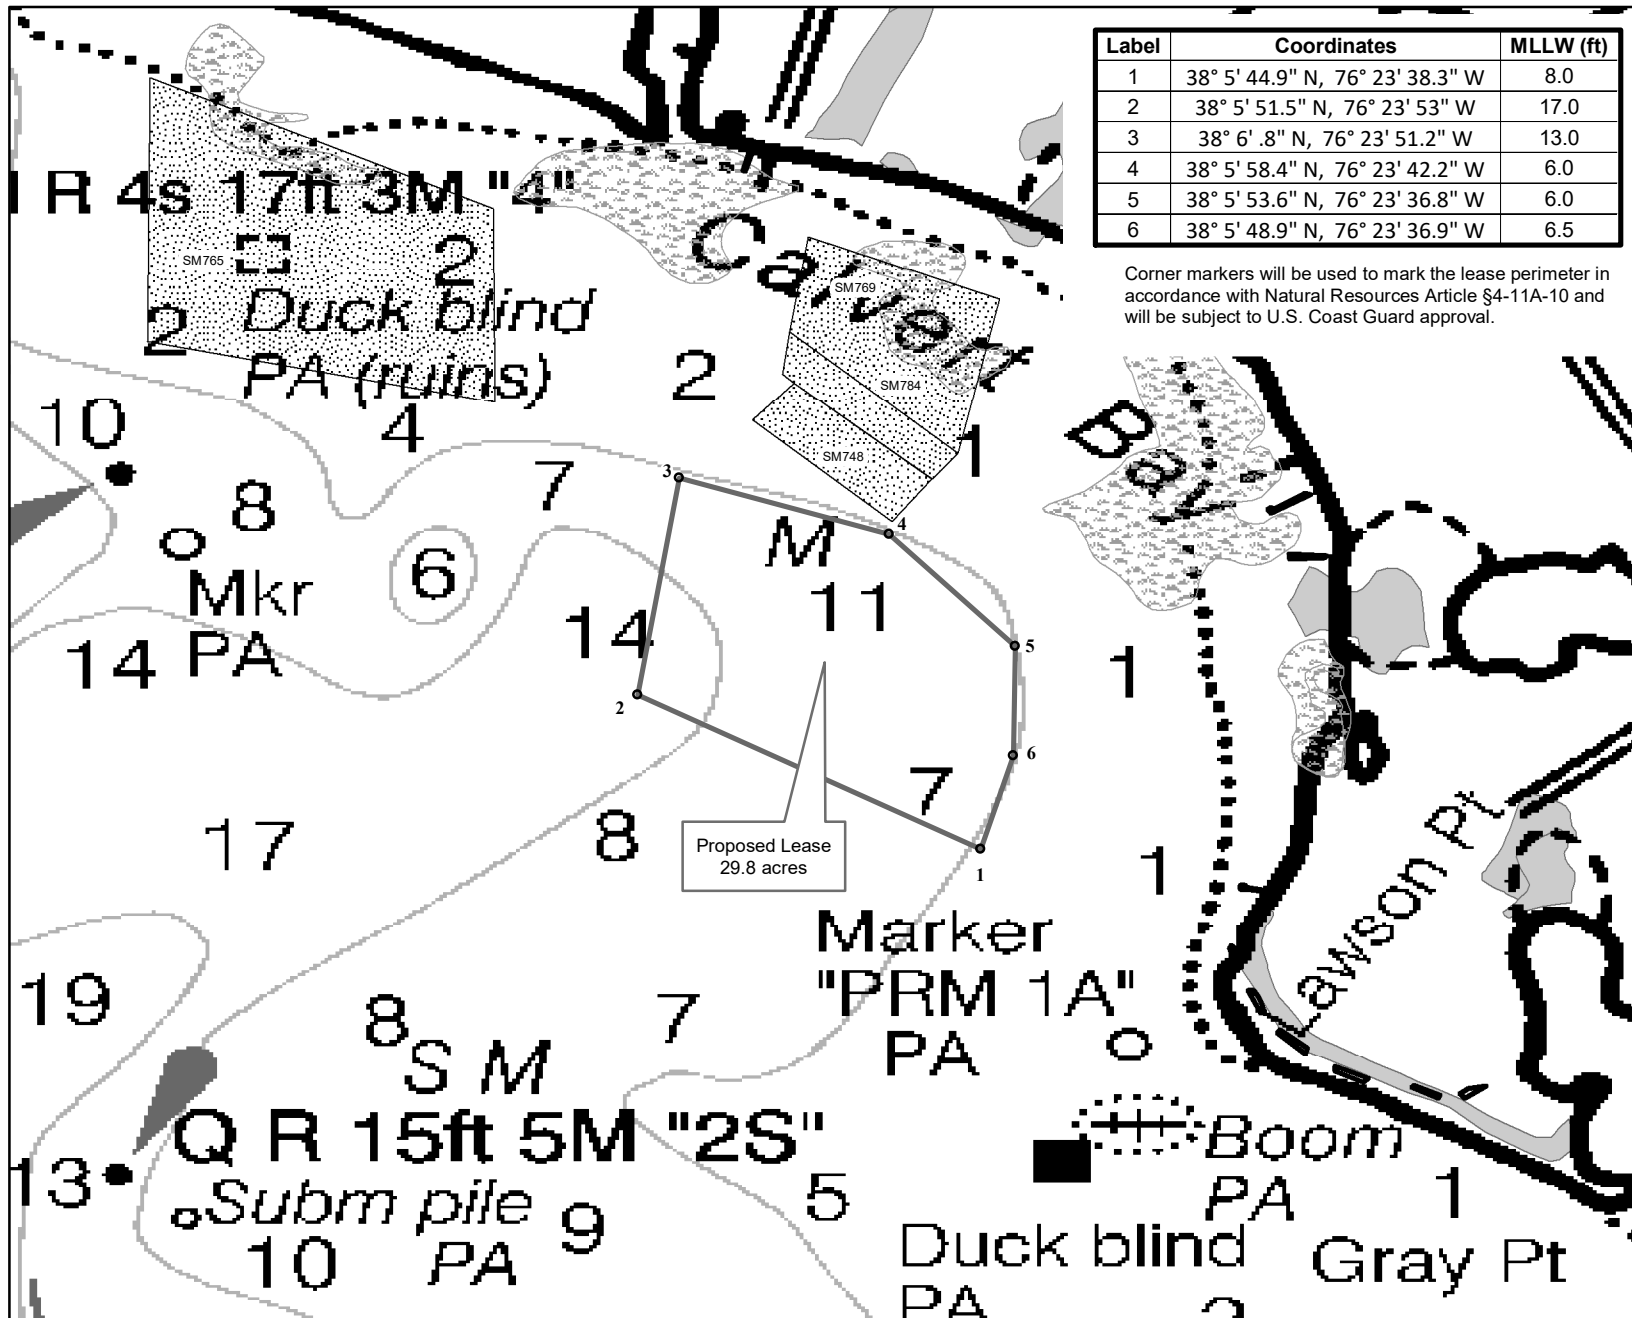 Label Coordinates MLLW (ft)
1 38° 5' 44.9" N, 76° 23' 38.3" W 8.0
2 38° 5' 51.5" N, 76° 23' 53" W 17.0
3 38° 6' .8" N, 76° 23' 51.2" W 13.0
4 38° 5' 58.4" N, 76° 23' 42.2" W 6.0
5 38° 5' 53.6" N, 76° 23' 36.8" W 6.0
6 38° 5' 48.9" N, 76° 23' 36.9" W 6.5
Corner markers will be used to mark the lease perimeter in
accordance with Natural Resources Article §4-11A-10 and
will be subject to U.S. Coast Guard approval.
R 4s 17ft 3M "4"
SM765
2
2
Duck blind
PA (ruins)
Calvert
Bay
SM769
SM784
SM748
2
1
10
4
7
8
Mkr
PA
6
14
14
3
4
M
11
5
1
2
6
7
Proposed Lease
29.8 acres
1
17
8
1
awson Pt
Marker
"PRM 1A"
PA
19
8
7
S M
Q R 15ft 5M "2S"
13
Subm pile
PA
10
9
5
Boom
PA
1
Duck blind
PA
Gray Pt